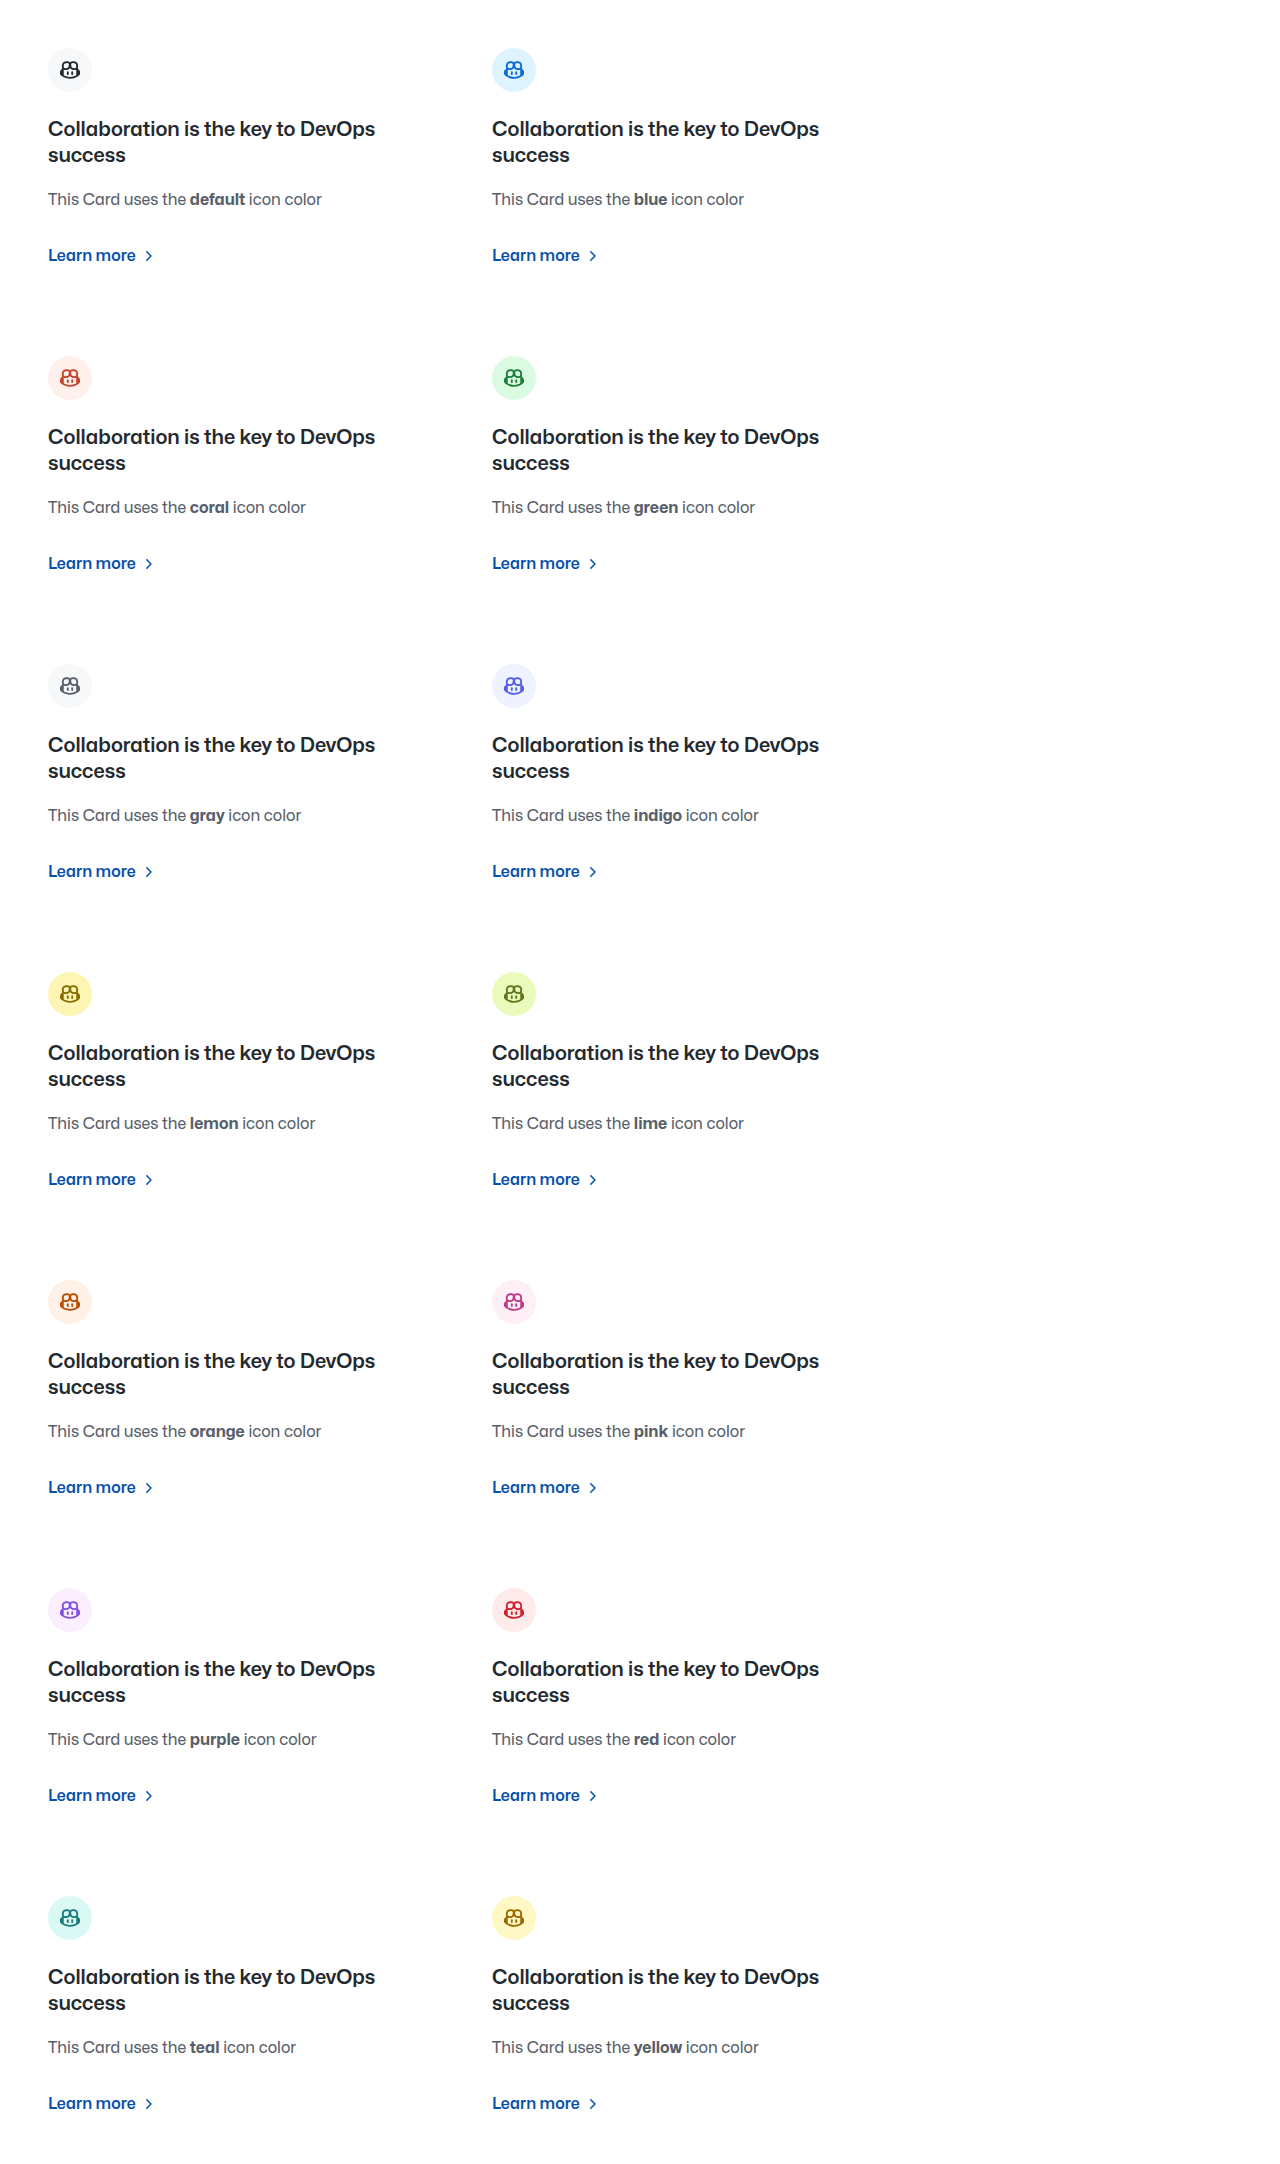 Collaboration is the key to DevOps
success
This Card uses the default icon color
Learn more
Collaboration is the key to DevOps
success
This Card uses the blue icon color
Learn more
Collaboration is the key to DevOps
success
This Card uses the coral icon color
Learn more
Collaboration is the key to DevOps
success
This Card uses the green icon color
Learn more
Collaboration is the key to DevOps
success
This Card uses the gray icon color
Learn more
Collaboration is the key to DevOps
success
This Card uses the indigo icon color
Learn more
Collaboration is the key to DevOps
success
This Card uses the lemon icon color
Learn more
Collaboration is the key to DevOps
success
This Card uses the lime icon color
Learn more
Collaboration is the key to DevOps
success
This Card uses the orange icon color
Learn more
Collaboration is the key to DevOps
success
This Card uses the pink icon color
Learn more
Collaboration is the key to DevOps
success
This Card uses the purple icon color
Learn more
Collaboration is the key to DevOps
success
This Card uses the red icon color
Learn more
Collaboration is the key to DevOps
success
This Card uses the teal icon color
Learn more
Collaboration is the key to DevOps
success
This Card uses the yellow icon color
Learn more